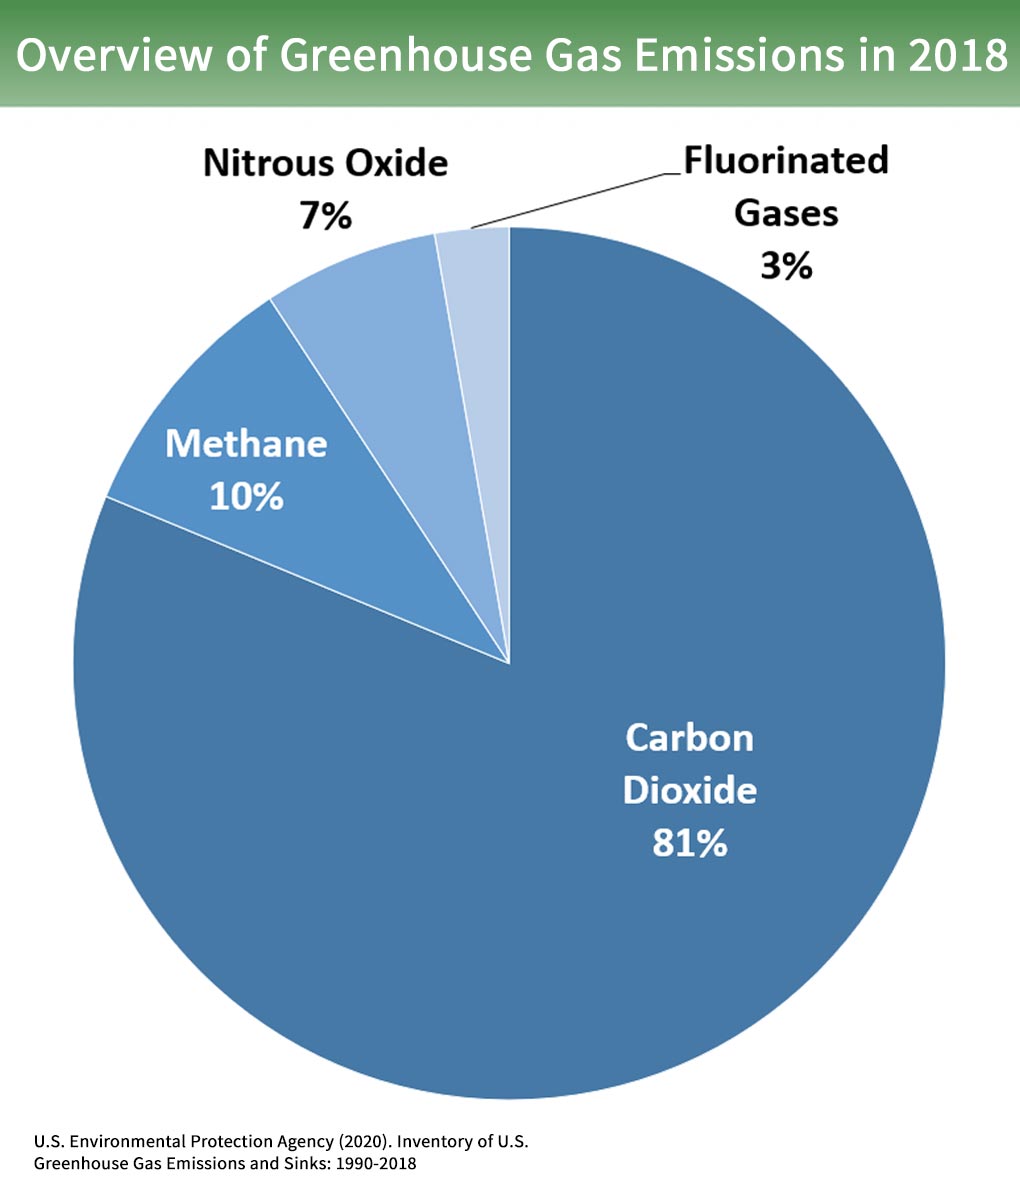 Overview of Greenhouse Gas Emissions in 2018
Nitrous Oxide
7%
Fluorinated
Gases
3%
Methane
10%
Carbon
Dioxide
81%
U.S. Environmental Protection Agency (2020). Inventory of U.S.
Greenhouse Gas Emissions and Sinks: 1990-2018